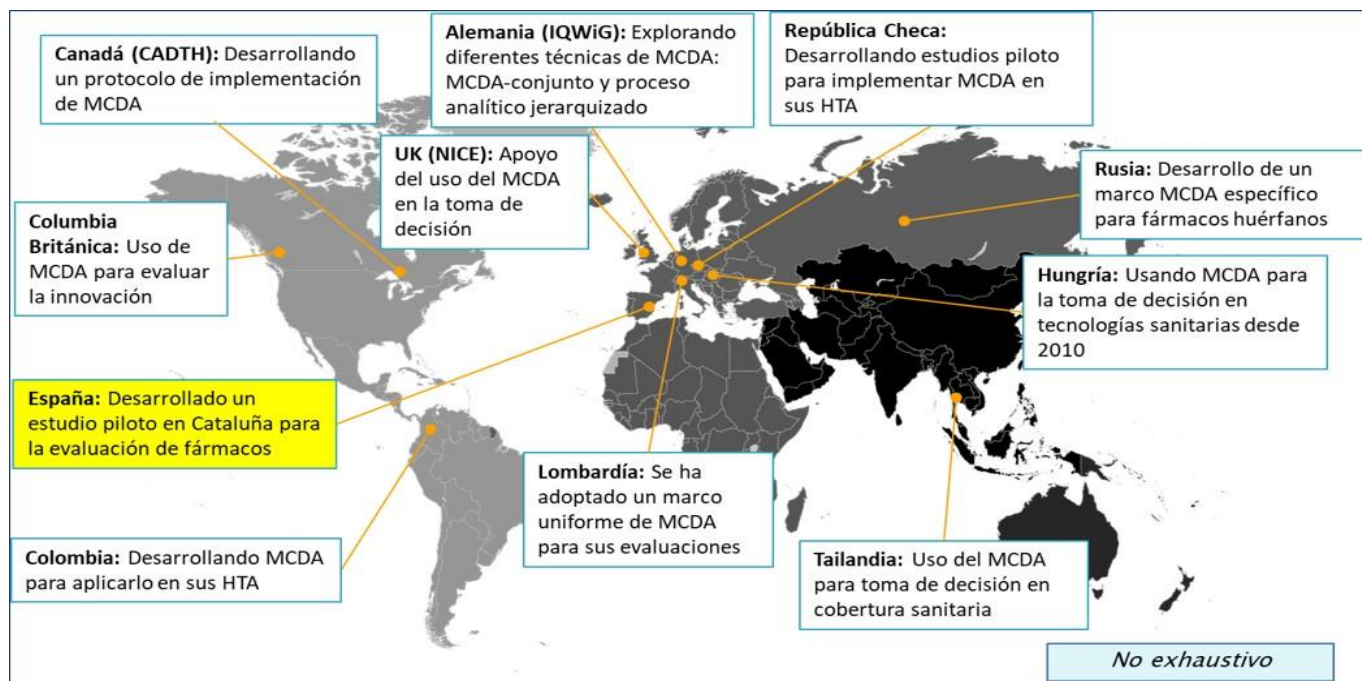 Canadá (CADTH): Desarrollando
un protocolo de implementación
de MCDA
Alemania (IQWiG): Explorando
diferentes técnicas de MCDA:
MCDA-conjunto y proceso
analítico jerarquizado
República Checa:
Desarrollando estudios piloto
para implementar MCDA en
sus HTA
UK (NICE): Apoyo
del uso del MCDA
en la toma de
decisión
Rusia: Desarrollo de un
marco MCDA específico
para fármacos huérfanos
Columbia
Británica: Uso de
MCDA para evaluar
la innovación
Hungría: Usando MCDA para
la toma de decisión en
tecnologías sanitarias desde
2010
España: Desarrollado un
estudio piloto en Cataluña para
la evaluación de fármacos
Lombardía: Se ha
adoptado un marco
uniforme de MCDA
para sus evaluaciones
Colombia: Desarrollando MCDA
para aplicarlo en sus HTA
Tailandia: Uso del MCDA
para toma de decisión en
cobertura sanitaria
No exhaustivo